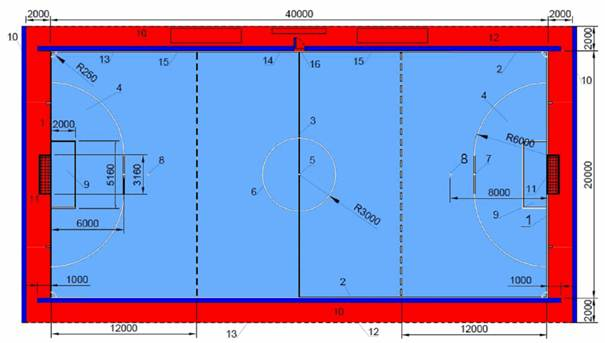 2000 40000 2000
10 10 12 2000
13 15 14 16 15 2
R250
4 3 4 10
2000 R6000
1
5160 3160 8 5 8 7
9 6 11 20000
11 8000
6000 R3000 9
1
1000 2 1000
10 2000
12000 13 12 12000